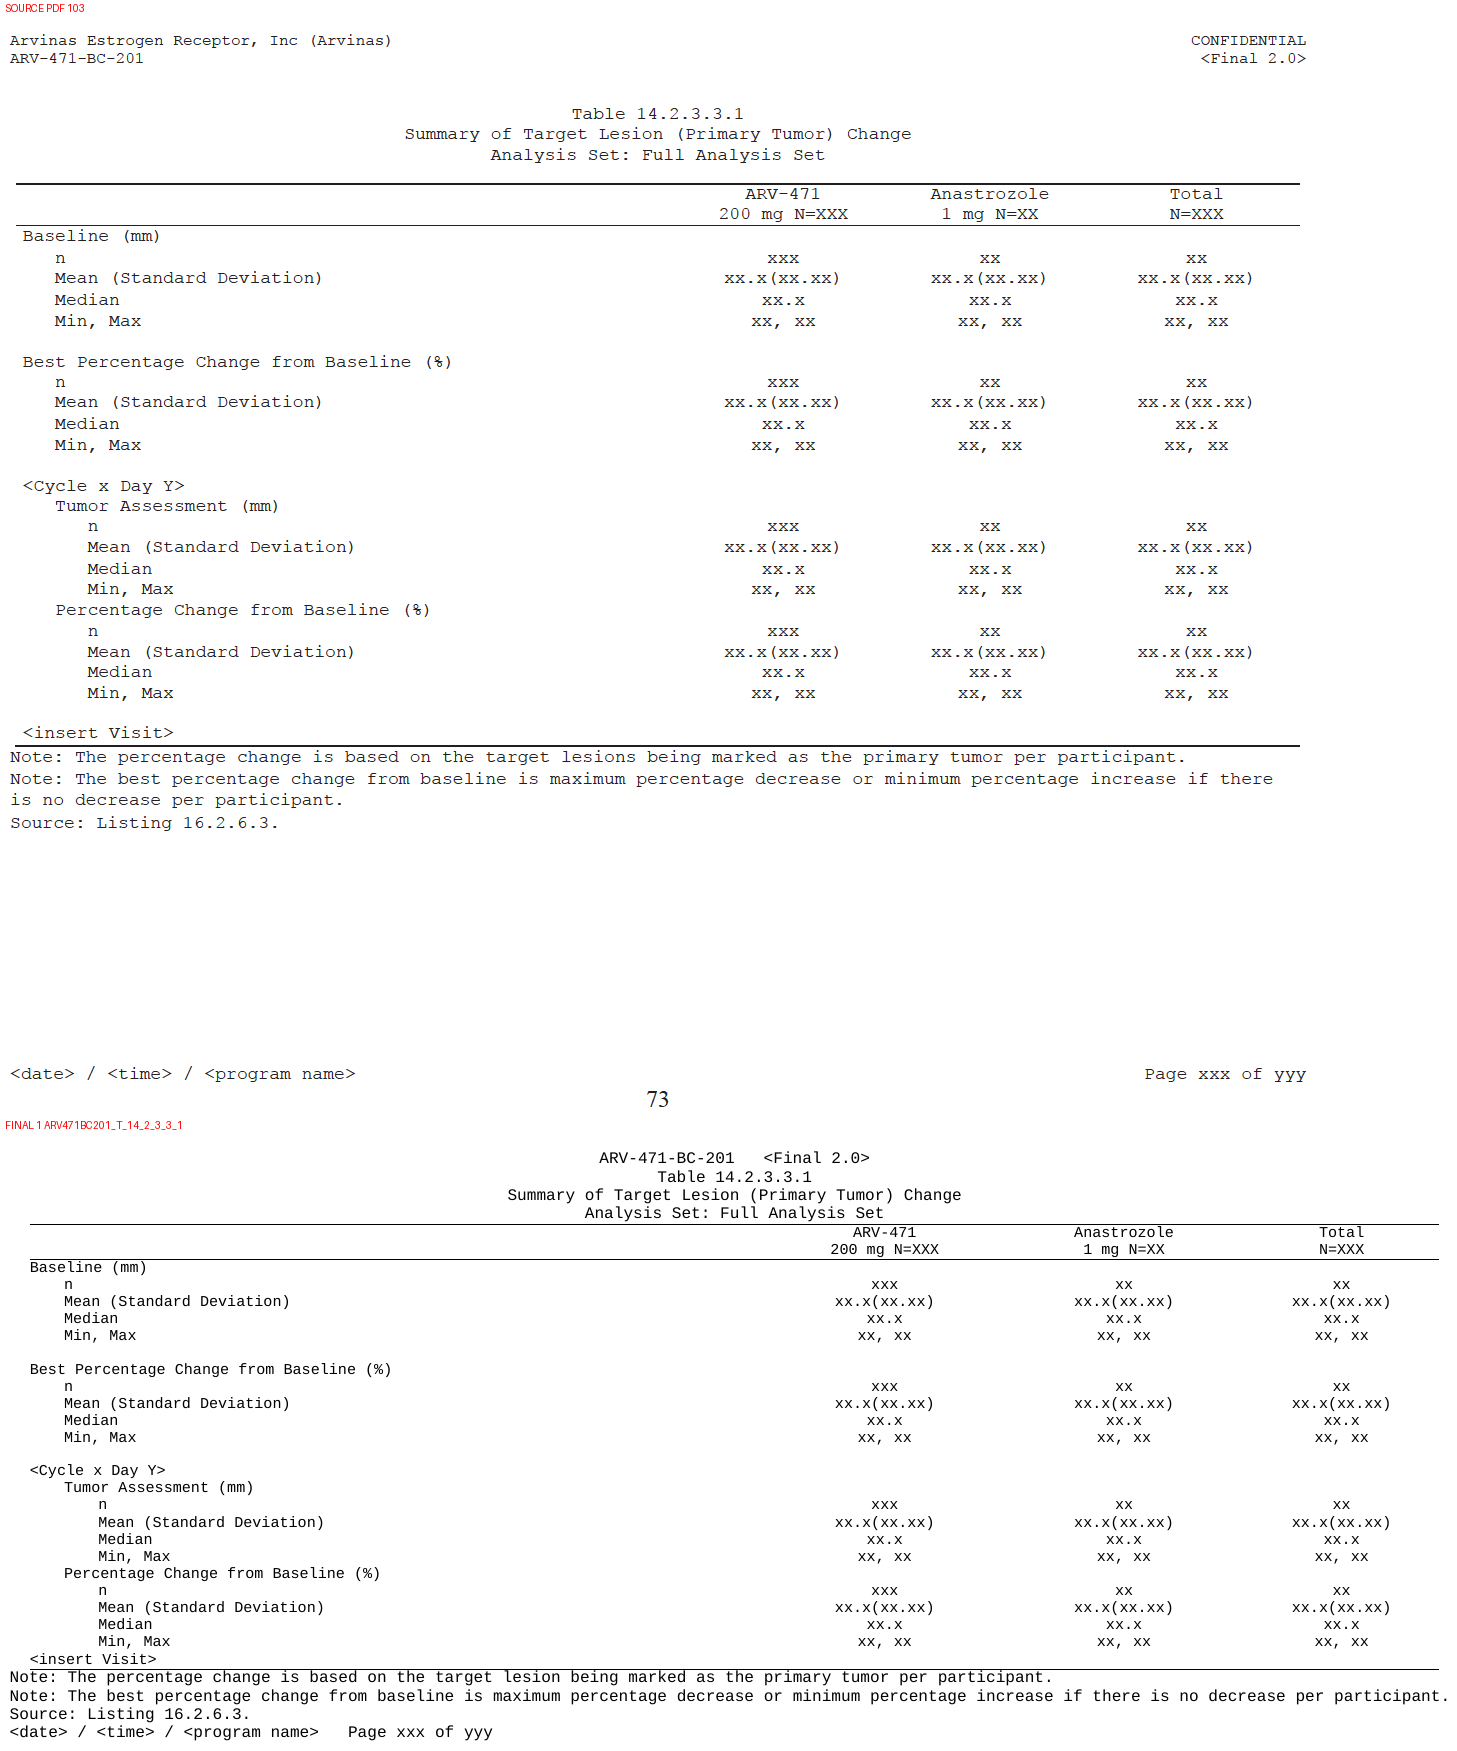 SOURCE PDF 103
Arvinas Estrogen Receptor, Inc (Arvinas) CONFIDENTIAL
ARV-471-BC-201 <Final 2.0>
Table 14.2.3.3.1
Summary of Target Lesion (Primary Tumor) Change
Analysis Set: Full Analysis Set
ARV-471 Anastrozole Total
200 mg N=XXX 1 mg N=XX N=XXX
Baseline (mm)
n xxx xx xx
Mean (Standard Deviation) xx.x(xx.xx) xx.x(xx.xx) xx.x(xx.xx)
Median xx.x xx.x xx.x
Min, Max xx, xx xx, xx xx, xx
Best Percentage Change from Baseline (%)
n xxx xx xx
Mean (Standard Deviation) xx.x(xx.xx) xx.x(xx.xx) xx.x(xx.xx)
Median xx.x xx.x xx.x
Min, Max xx, xx xx, xx xx, xx
<Cycle x Day Y>
Tumor Assessment (mm)
n xxx xx xx
Mean (Standard Deviation) xx.x(xx.xx) xx.x(xx.xx) xx.x(xx.xx)
Median xx.x xx.x xx.x
Min, Max xx, xx xx, xx xx, xx
Percentage Change from Baseline (%)
n xxx xx xx
Mean (Standard Deviation) xx.x(xx.xx) xx.x(xx.xx) xx.x(xx.xx)
Median xx.x xx.x xx.x
Min, Max xx, xx xx, xx xx, xx
<insert Visit>
Note: The percentage change is based on the target lesions being marked as the primary tumor per participant.
Note: The best percentage change from baseline is maximum percentage decrease or minimum percentage increase if there
is no decrease per participant.
Source: Listing 16.2.6.3.
<date> / <time> / <program name> Page xxx of yyy
73
FINAL 1 ARV471BC201_T_14_2_3_3_1
ARV-471-BC-201 <Final 2.0>
Table 14.2.3.3.1
Summary of Target Lesion (Primary Tumor) Change
Analysis Set: Full Analysis Set
ARV-471 Anastrozole Total
200 mg N=XXX 1 mg N=XX N=XXX
Baseline (mm)
n xxx xx xx
Mean (Standard Deviation) xx.x(xx.xx) xx.x(xx.xx) xx.x(xx.xx)
Median xx.x xx.x xx.x
Min, Max xx, xx xx, xx xx, xx
Best Percentage Change from Baseline (%)
n xxx xx xx
Mean (Standard Deviation) xx.x(xx.xx) xx.x(xx.xx) xx.x(xx.xx)
Median xx.x xx.x xx.x
Min, Max xx, xx xx, xx xx, xx
<Cycle x Day Y>
Tumor Assessment (mm)
n xxx xx xx
Mean (Standard Deviation) xx.x(xx.xx) xx.x(xx.xx) xx.x(xx.xx)
Median xx.x xx.x xx.x
Min, Max xx, xx xx, xx xx, xx
Percentage Change from Baseline (%)
n xxx xx xx
Mean (Standard Deviation) xx.x(xx.xx) xx.x(xx.xx) xx.x(xx.xx)
Median xx.x xx.x xx.x
Min, Max xx, xx xx, xx xx, xx
<insert Visit>
Note: The percentage change is based on the target lesion being marked as the primary tumor per participant.
Note: The best percentage change from baseline is maximum percentage decrease or minimum percentage increase if there is no decrease per participant.
Source: Listing 16.2.6.3.
<date> / <time> / <program name> Page xxx of yyy